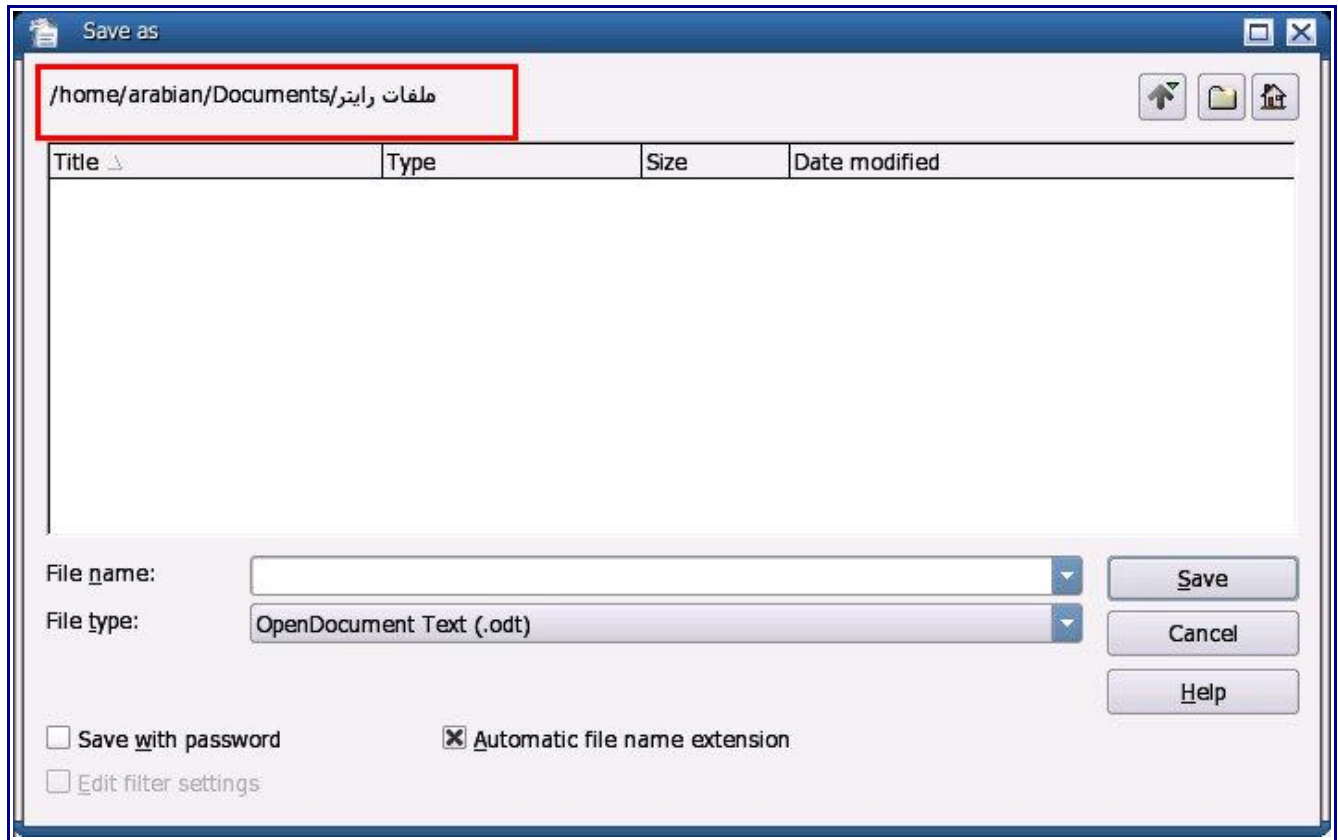 Save as
/home/arabian/Documents/ملفات رايتر
Title Type Size Date modified
File name:
Save
File type: OpenDocument Text (.odt)
Cancel
Help
Save with password Automatic file name extension
Edit filter settings